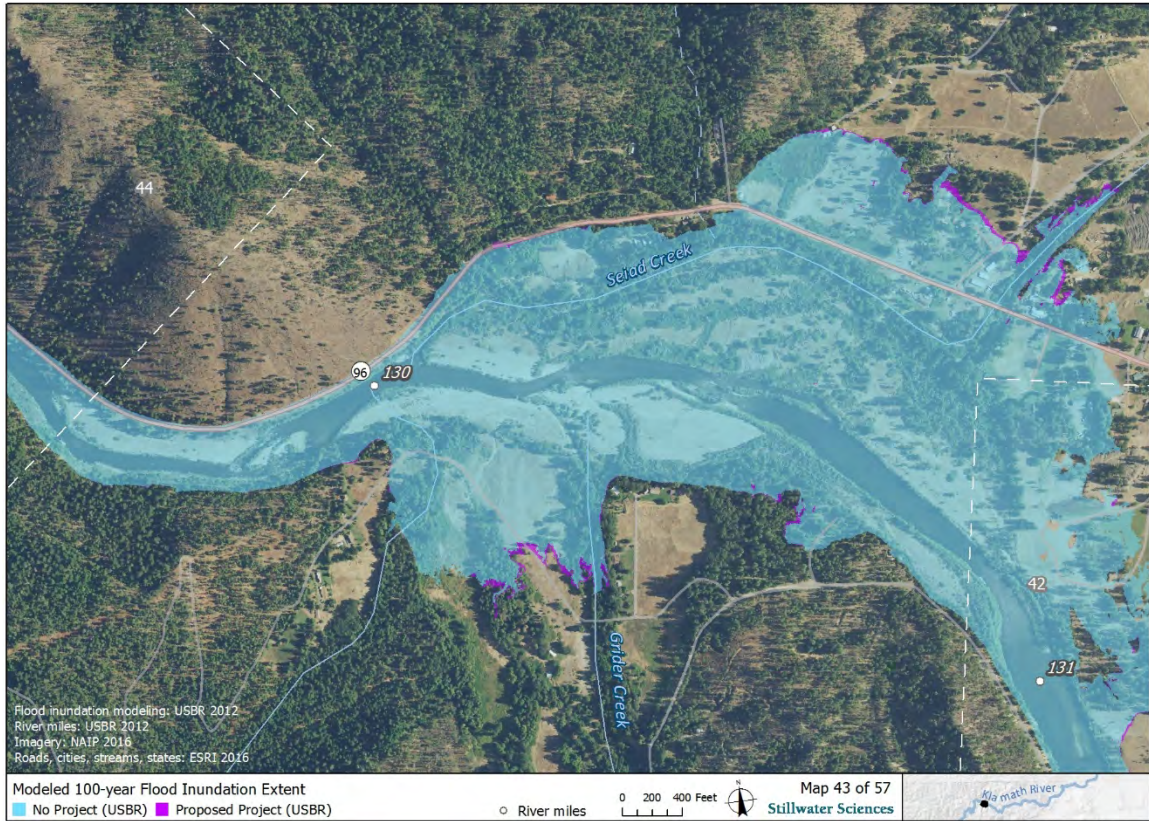 44
Seiad Creek
96
130
42
131
Grider Creek
Flood inundation modeling: USBR 2012
River miles: USBR 2012
Imagery: NAIP 2016
Roads, cities, streams, states: ESRI 2016
Modeled 100-year Flood Inundation Extent
No Project (USBR) Proposed Project (USBR)
River miles
0 200 400 Feet
N
Map 43 of 57
Stillwater Sciences
Klamath River